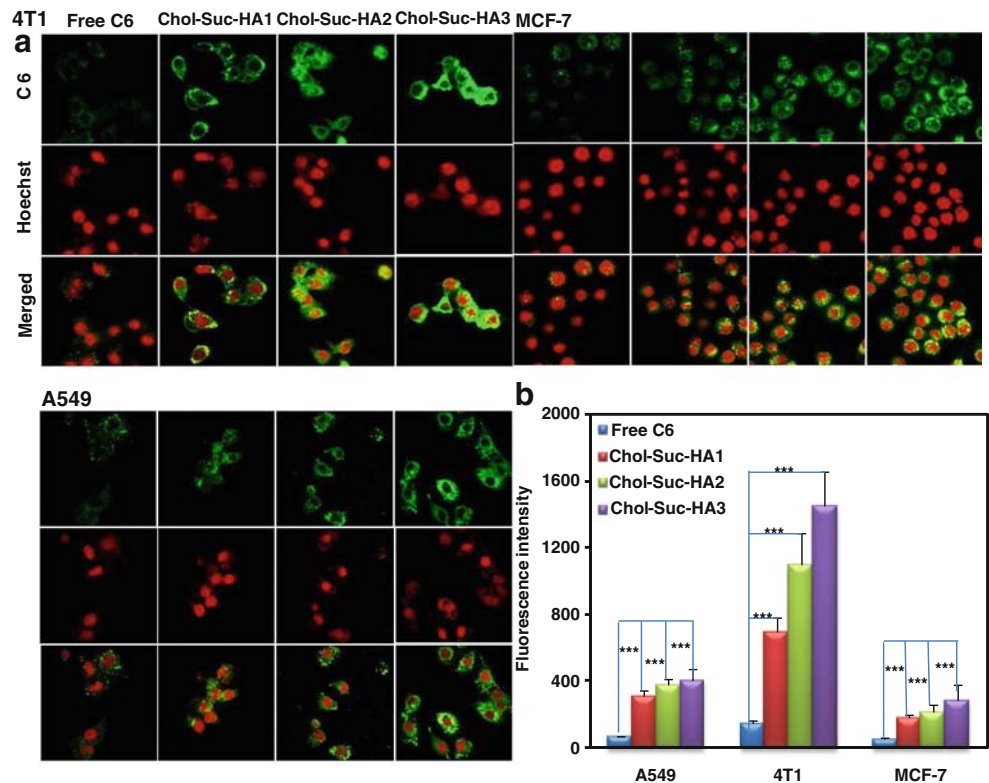 4T1 Free C6 Chol-Suc-HA1 Chol-Suc-HA2 Chol-Suc-HA3 MCF-7
a
C 6
Hoechst
Merged
A549
b
2000
1600
1200
800
400
0
Fluorescence intensity
Free C6
Chol-Suc-HA1
Chol-Suc-HA2
Chol-Suc-HA3
***
***
***
***
***
***
***
***
***
A549 4T1 MCF-7